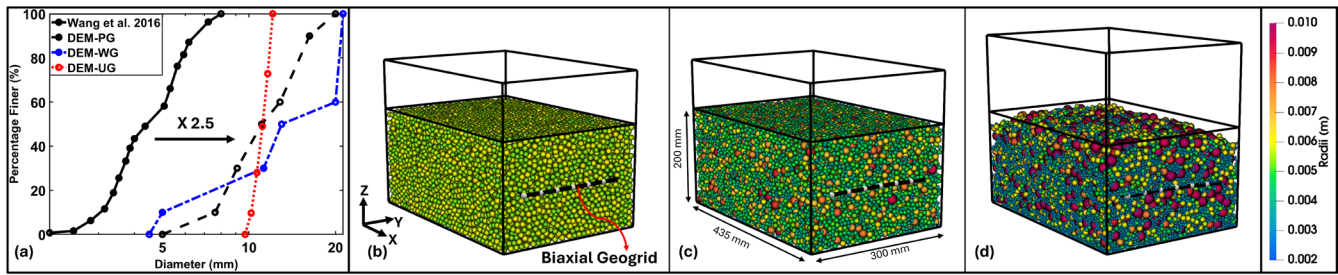 (a)
Percentage Finer (%)
100
80
60
40
20
0
Wang et al. 2016
DEM-PG
DEM-WG
DEM-UG
X 2.5
5
10
20
Diameter (mm)
(b)
Z
Y
X
Biaxial Geogrid
(c)
200 mm
435 mm
300 mm
(d)
0.010
0.009
0.008
0.007
0.006
0.005
0.004
0.003
0.002
Radii (m)